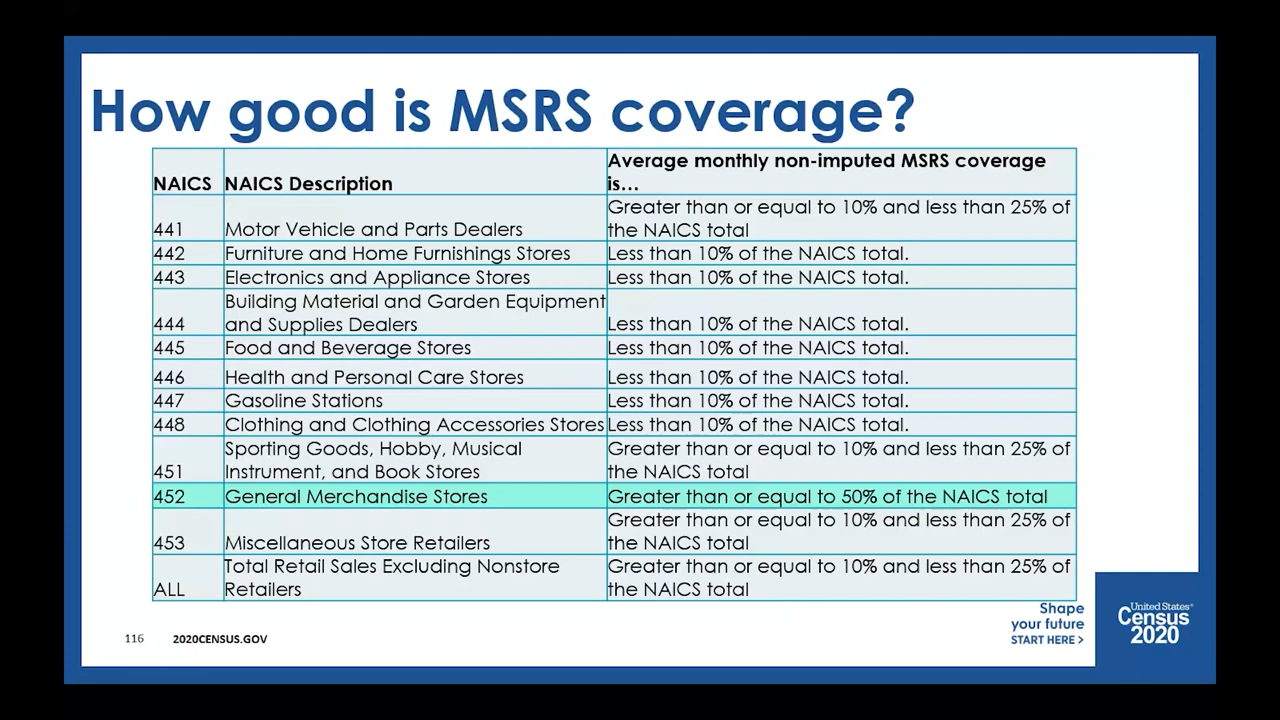 How good is MSRS coverage?
NAICS NAICS Description Average monthly non-imputed MSRS coverage
is…
441 Motor Vehicle and Parts Dealers Greater than or equal to 10% and less than 25% of
the NAICS total
442 Furniture and Home Furnishings Stores Less than 10% of the NAICS total.
443 Electronics and Appliance Stores Less than 10% of the NAICS total.
444 Building Material and Garden Equipment
and Supplies Dealers Less than 10% of the NAICS total.
445 Food and Beverage Stores Less than 10% of the NAICS total.
446 Health and Personal Care Stores Less than 10% of the NAICS total.
447 Gasoline Stations Less than 10% of the NAICS total.
448 Clothing and Clothing Accessories Stores Less than 10% of the NAICS total.
451 Sporting Goods, Hobby, Musical
Instrument, and Book Stores Greater than or equal to 10% and less than 25% of
the NAICS total
452 General Merchandise Stores Greater than or equal to 50% of the NAICS total
453 Miscellaneous Store Retailers Greater than or equal to 10% and less than 25% of
the NAICS total
ALL Total Retail Sales Excluding Nonstore
Retailers Greater than or equal to 10% and less than 25% of
the NAICS total
116 2020CENSUS.GOV
Shape
your future
START HERE >
United States®
Census
2020